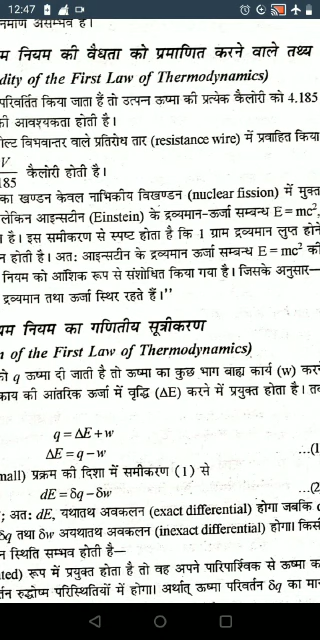 12:47
निर्माण असम्भव है।
म नियम की वैधता को प्रमाणित करने वाले तथ्य
dity of the First Law of Thermodynamics)
परिवर्तित किया जाता हैं तो उत्पन्न ऊष्मा की प्रत्येक कैलोरी को 4.185
की आवश्यकता होती है।
ोल्ट विभवान्तर वाले प्रतिरोध तार (resistance wire) में प्रवाहित किया
V
185 कैलोरी होती है।
का खण्डन केवल नाभिकीय विखण्डन (nuclear fission) में मुक्त
लेकिन आइन्सटीन (Einstein) के द्रव्यमान-ऊर्जा सम्बन्ध E = mc²,
है। इस समीकरण से स्पष्ट होता है कि 1 ग्राम द्रव्यमान लुप्त होने
न होती है। अतः आइन्सटीन के द्रव्यमान ऊर्जा सम्बन्ध E = mc² की
नियम को आंशिक रूप से संशोधित किया गया है। जिसके अनुसार—
द्रव्यमान तथा ऊर्जा स्थिर रहते हैं।"
थम नियम का गणितीय सूत्रीकरण
n of the First Law of Thermodynamics)
को q ऊष्मा दी जाती है तो ऊष्मा का कुछ भाग बाह्य कार्य (w) करने
काय की आंतरिक ऊर्जा में वृद्धि (ΔE) करने में प्रयुक्त होता है। तब
q = ΔE + w
ΔE = q – w ...(1
mall) प्रक्रम की दिशा में समीकरण (1) से
dE = δq – δw ...(2
; अतः dE, यथातथ अवकलन (exact differential) होगा जबकि
δq तथा δw अयथातथ अवकलन (inexact differential) होगा। किसी
न स्थिति सम्भव होती है—
ted) रूप में प्रयुक्त होता है तो वह अपने पारिपार्श्विक से ऊष्मा क
र्तन रुद्धोष्म परिस्थितियों में होगा। अर्थात् ऊष्मा परिवर्तन δq का मान